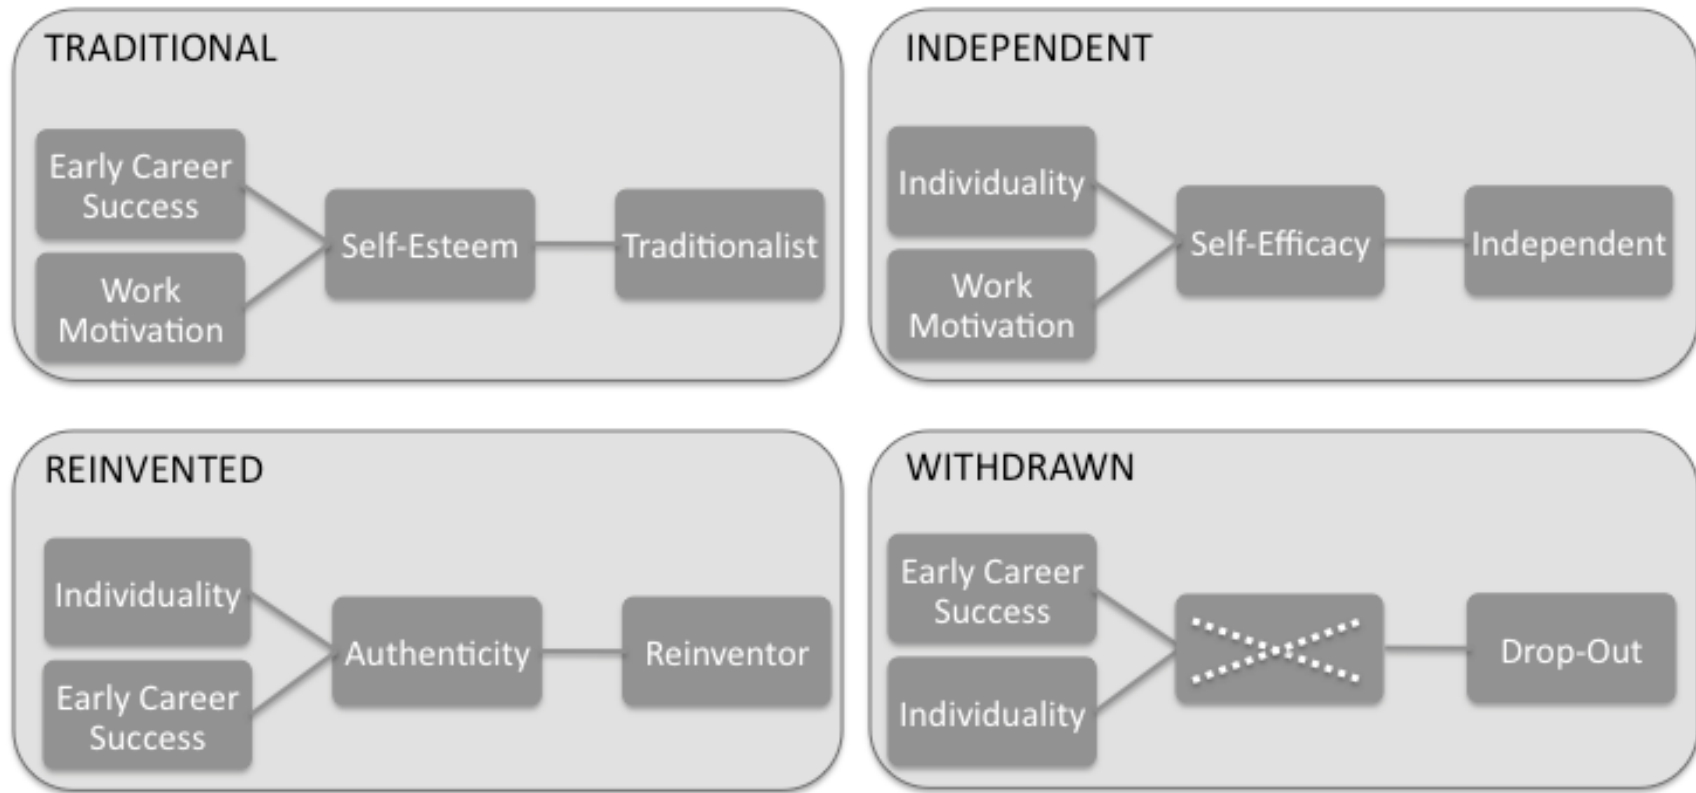 TRADITIONAL
Early Career
Success
Work
Motivation
Self-Esteem
Traditionalist
INDEPENDENT
Individuality
Work
Motivation
Self-Efficacy
Independent
REINVENTED
Individuality
Early Career
Success
Authenticity
Reinventor
WITHDRAWN
Early Career
Success
Individuality
Drop-Out